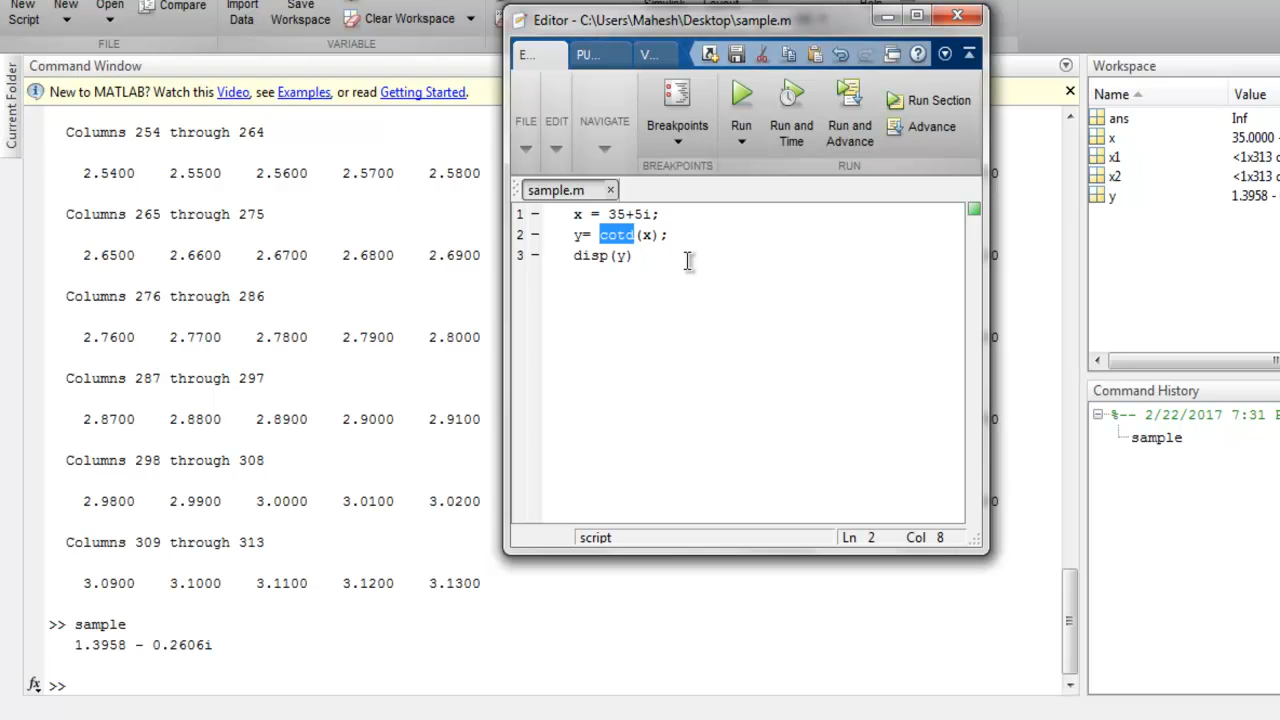 New
Script
New
Open
Compare
Import
Data
Save
Workspace
Clear Workspace
FILE
VARIABLE
Editor - C:\Users\Mahesh\Desktop\sample.m
E...
PU...
V...
FILE
EDIT
NAVIGATE
Breakpoints
BREAKPOINTS
Run
Run and
Time
Run and
Advance
Run Section
Advance
RUN
sample.m
1 – x = 35+5i;
2 – y= cotd(x);
3 – disp(y)
script
Ln 2 Col 8
Current Folder
Command Window
New to MATLAB? Watch this Video, see Examples, or read Getting Started.
Columns 254 through 264
2.5400 2.5500 2.5600 2.5700 2.5800
Columns 265 through 275
2.6500 2.6600 2.6700 2.6800 2.6900
Columns 276 through 286
2.7600 2.7700 2.7800 2.7900 2.8000
Columns 287 through 297
2.8700 2.8800 2.8900 2.9000 2.9100
Columns 298 through 308
2.9800 2.9900 3.0000 3.0100 3.0200
Columns 309 through 313
3.0900 3.1000 3.1100 3.1200 3.1300
>> sample
1.3958 - 0.2606i
fx >>
Workspace
Name Value
ans Inf
x 35.0000 -
x1 <1x313
x2 <1x313
y 1.3958 -
Command History
%-- 2/22/2017 7:31
sample